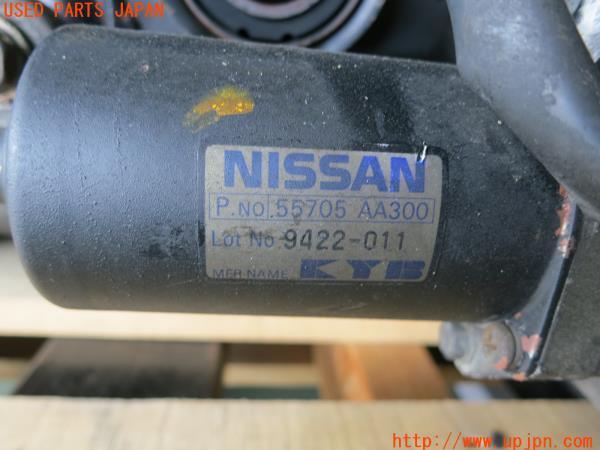 USED PARTS JAPAN
NISSAN
P.No. 55705 AA300
Lot No. 9422-011
MFR NAME KYB
http://www.upjpn.com/